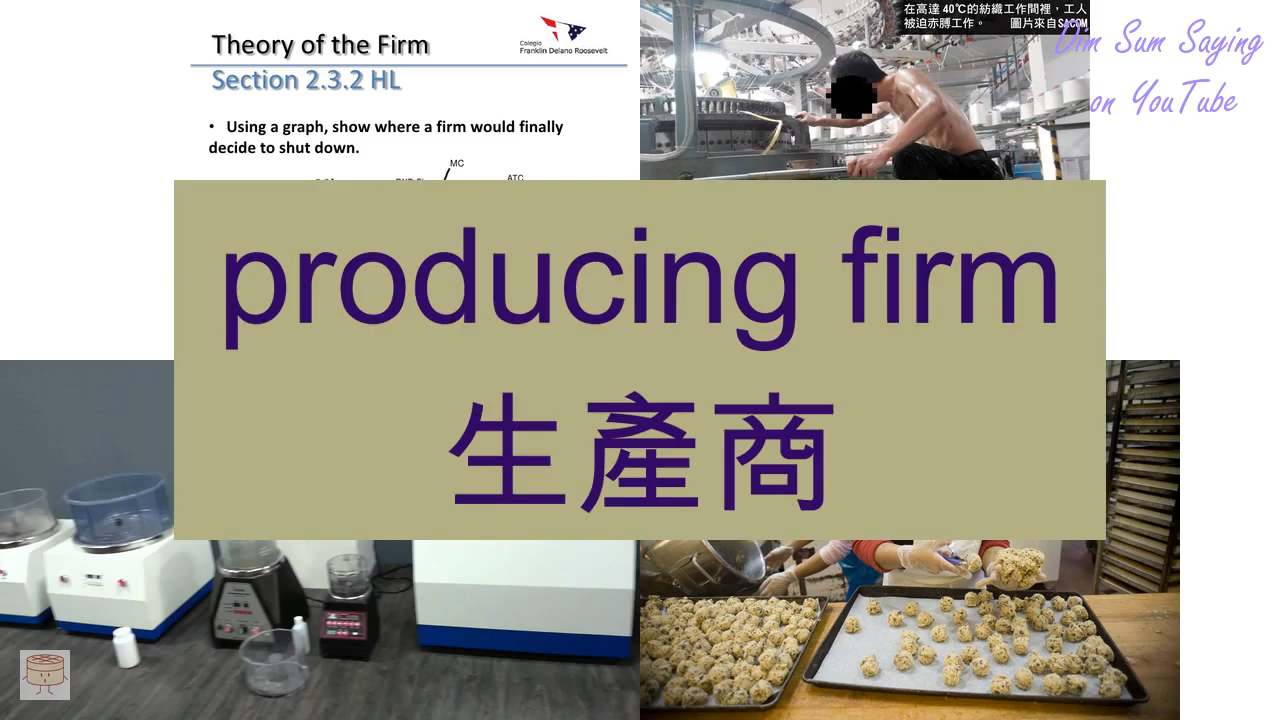 Theory of the Firm
Colegio
Franklin Delano Roosevelt
Section 2.3.2 HL
• Using a graph, show where a firm would finally
decide to shut down.
MC
ATC
在高達 40℃的紡織工作間裡，工人
被迫赤膊工作。 圖片來自SACOM
Dim Sum Saying
on YouTube
producing firm
生產商